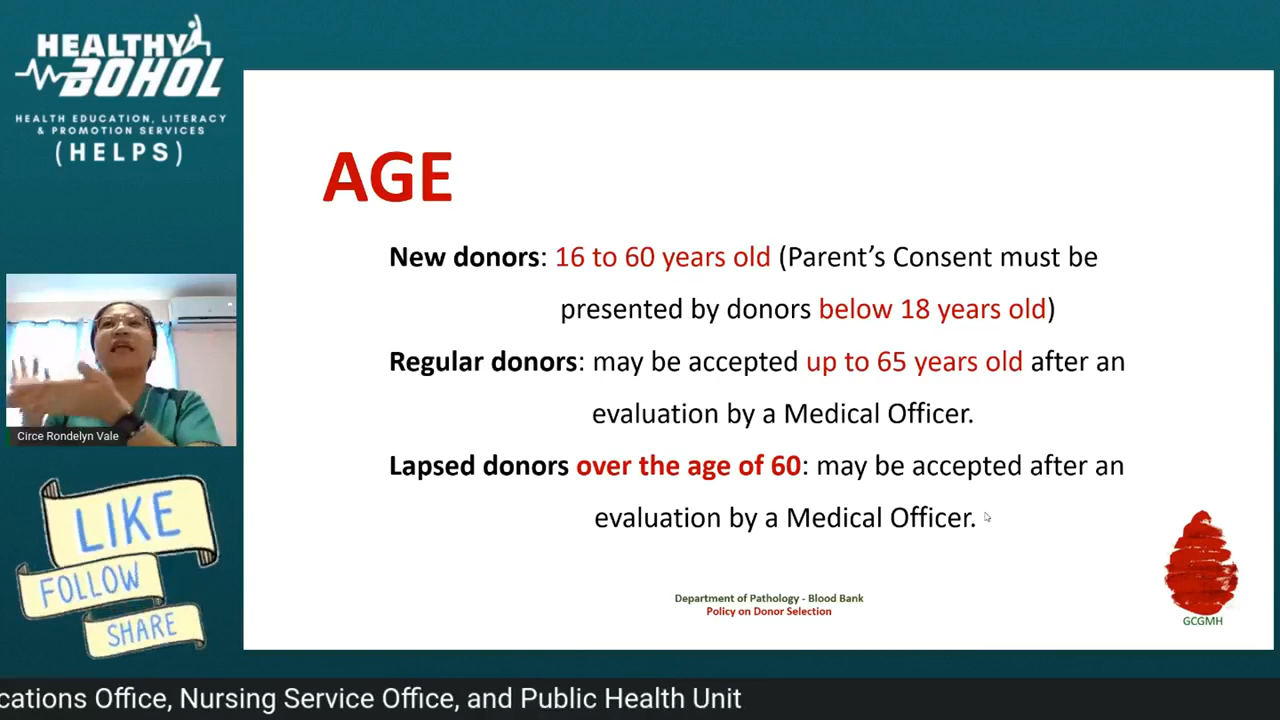 HEALTHY
BOHOL
HEALTH EDUCATION, LITERACY
& PROMOTION SERVICES
(HELPS)
AGE
New donors: 16 to 60 years old (Parent’s Consent must be
presented by donors below 18 years old)
Regular donors: may be accepted up to 65 years old after an
evaluation by a Medical Officer.
Lapsed donors over the age of 60: may be accepted after an
evaluation by a Medical Officer.
Circe Rondelyn Vale
LIKE
FOLLOW
SHARE
Department of Pathology - Blood Bank
Policy on Donor Selection
GCGMH
cations Office, Nursing Service Office, and Public Health Unit